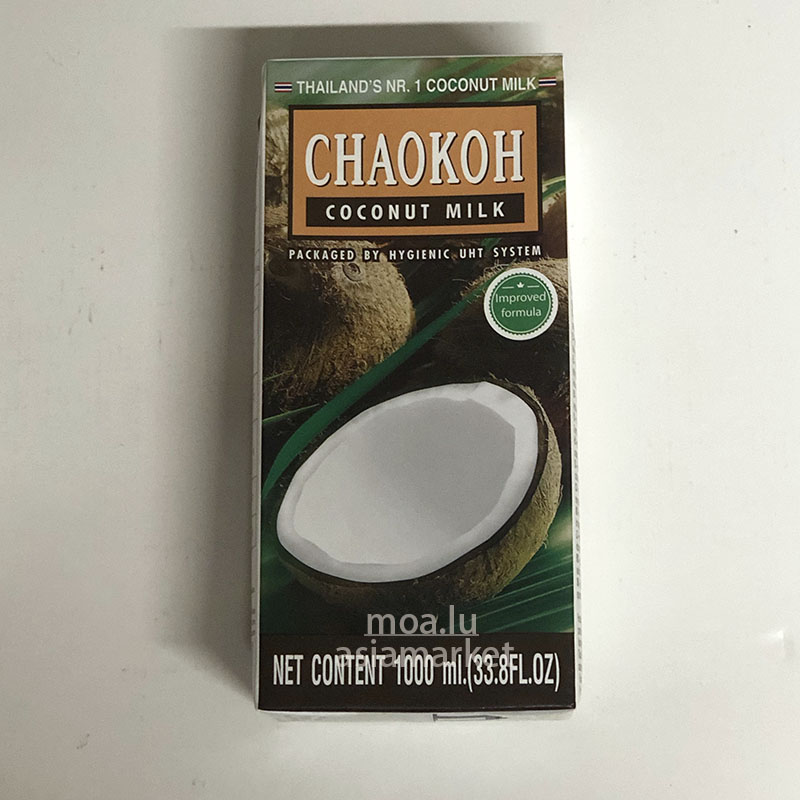 THAILAND'S NR. 1 COCONUT MILK
CHAOKOH
COCONUT MILK
PACKAGED BY HYGIENIC UHT SYSTEM
Improved
formula
moa.lu
asiamarket
NET CONTENT 1000 ml.(33.8FL.OZ)